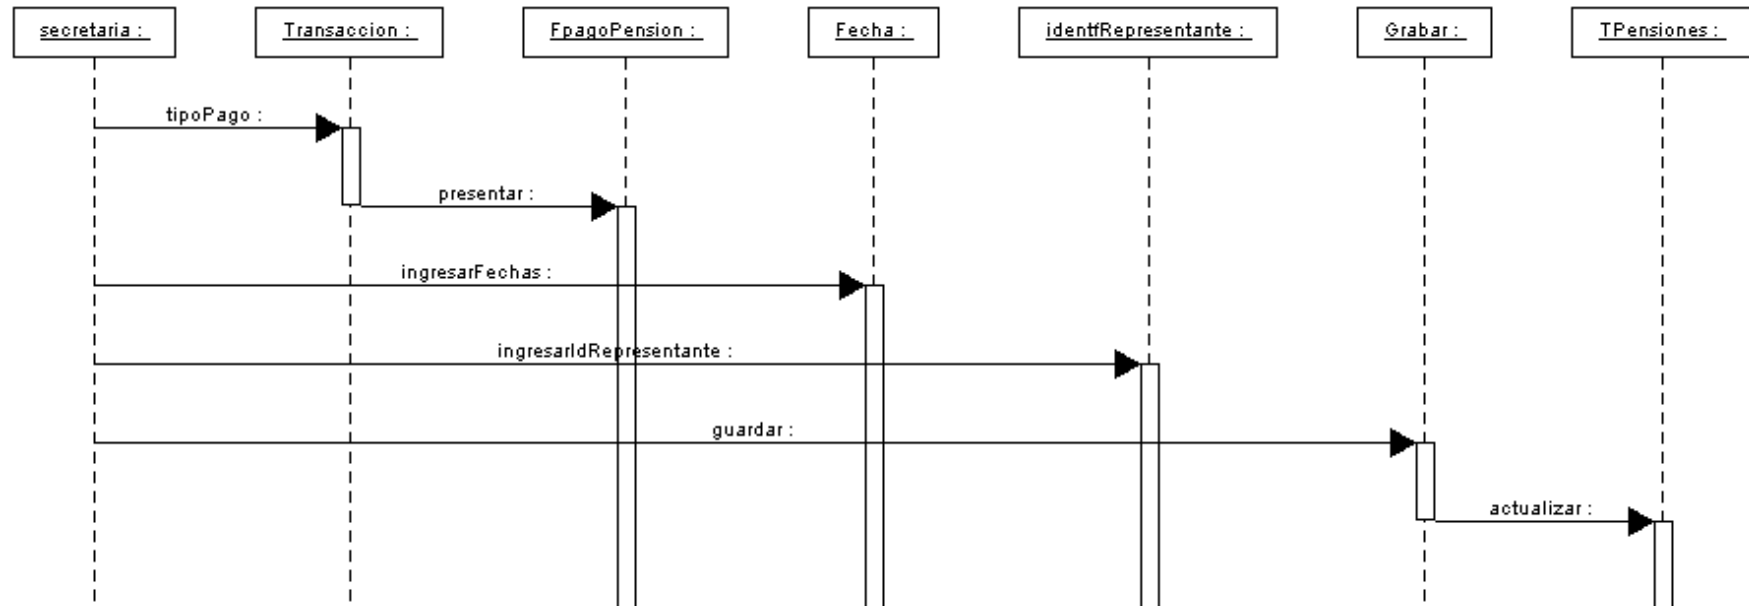 secretaria :
Transaccion :
FpagoPension :
Fecha :
identfRepresentante :
Grabar :
TPensiones :
tipoPago :
presentar :
ingresarFechas :
ingresarIdRepresentante :
guardar :
actualizar :